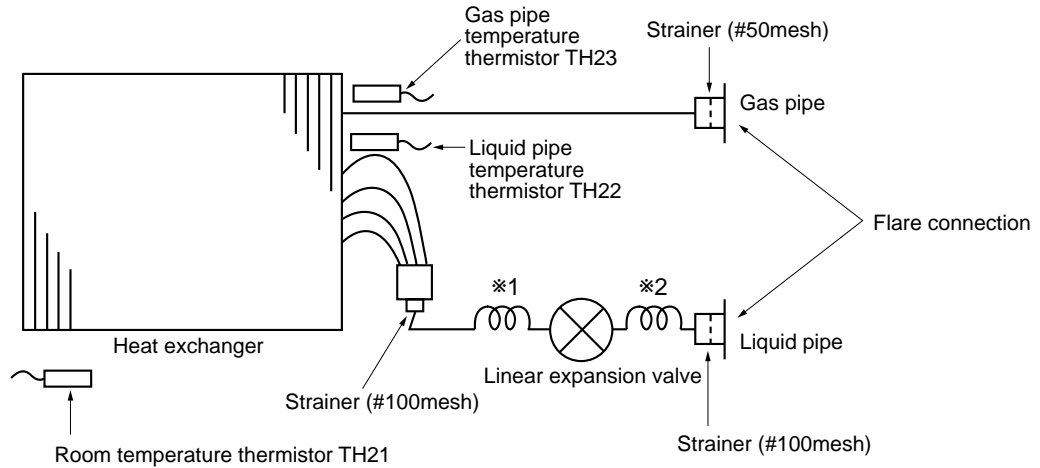 Gas pipe
temperature
thermistor TH23
Strainer (#50mesh)
Gas pipe
Liquid pipe
temperature
thermistor TH22
Flare connection
※1
※2
Heat exchanger
Linear expansion valve
Liquid pipe
Strainer (#100mesh)
Strainer (#100mesh)
Room temperature thermistor TH21